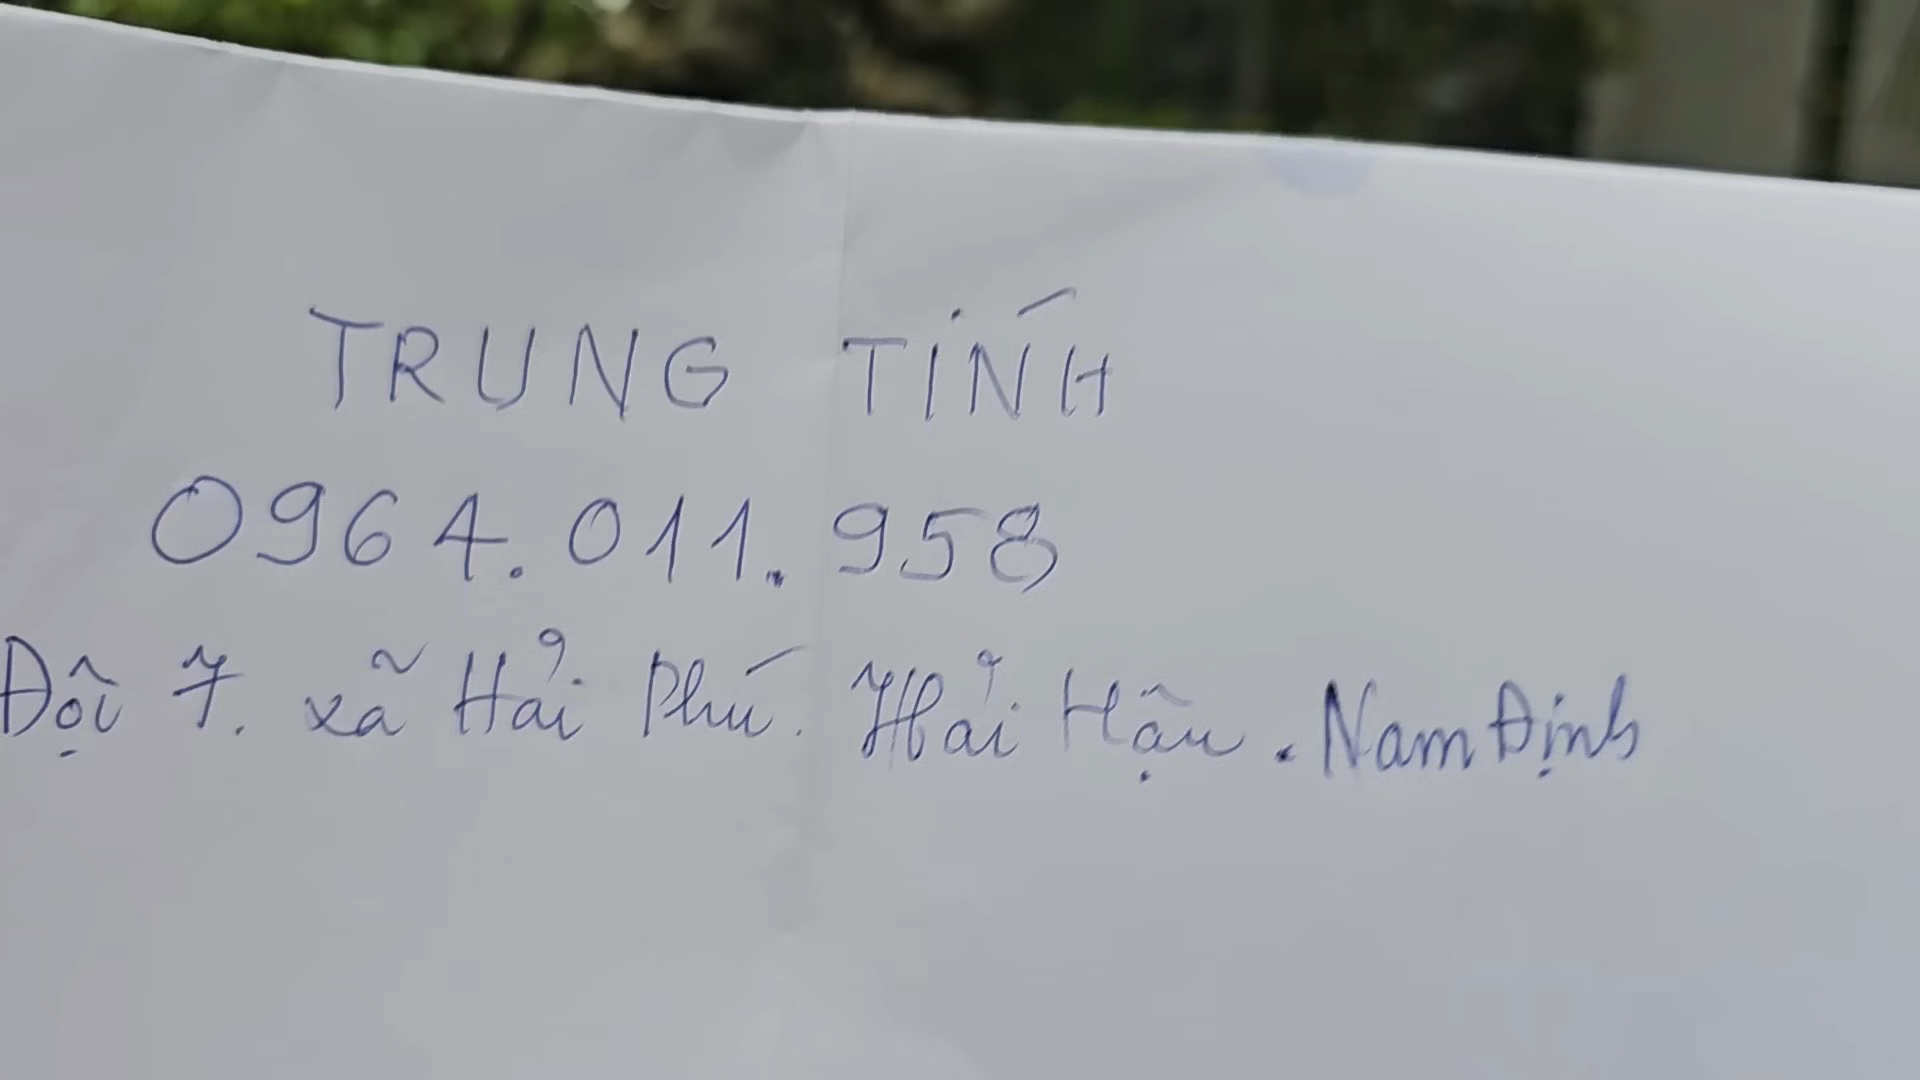 TRUNG TÍNH
0964.011.958
Đội 7. xã Hải Phú. Hải Hậu. Nam Định